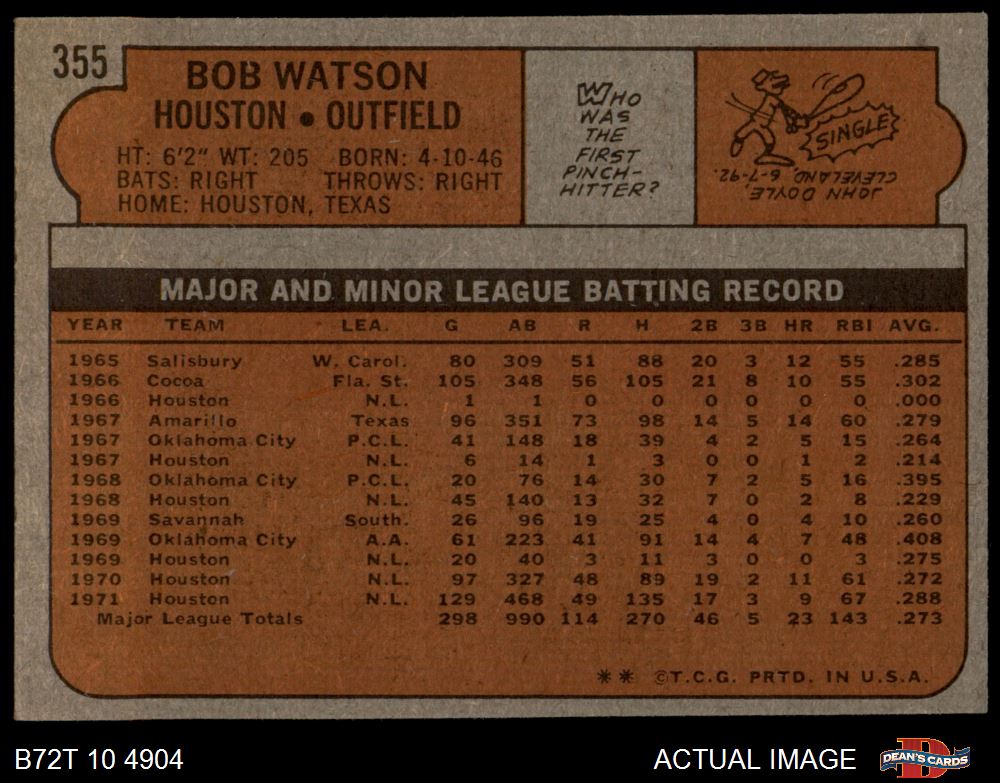 355
BOB WATSON
HOUSTON • OUTFIELD
HT: 6'2" WT: 205 BORN: 4-10-46
BATS: RIGHT THROWS: RIGHT
HOME: HOUSTON, TEXAS
WHO
WAS
THE
FIRST
PINCH-
HITTER?
SINGLE
JOHN DOYLE,
CLEVELAND, 6-7-92.
MAJOR AND MINOR LEAGUE BATTING RECORD
YEAR TEAM LEA. G AB R H 2B 3B HR RBI AVG.
1965 Salisbury W. Carol. 80 309 51 88 20 3 12 55 .285
1966 Cocoa Fla. St. 105 348 56 105 21 8 10 55 .302
1966 Houston N.L. 1 1 0 0 0 0 0 0 .000
1967 Amarillo Texas 96 351 73 98 14 5 14 60 .279
1967 Oklahoma City P.C.L. 41 148 18 39 4 2 5 15 .264
1967 Houston N.L. 6 14 1 3 0 0 1 2 .214
1968 Oklahoma City P.C.L. 20 76 14 30 7 2 5 16 .395
1968 Houston N.L. 45 140 13 32 7 0 2 8 .229
1969 Savannah South. 26 96 19 25 4 0 4 10 .260
1969 Oklahoma City A.A. 61 223 41 91 14 4 7 48 .408
1969 Houston N.L. 20 40 3 11 3 0 0 3 .275
1970 Houston N.L. 97 327 48 89 19 2 11 61 .272
1971 Houston N.L. 129 468 49 135 17 3 9 67 .288
Major League Totals 298 990 114 270 46 5 23 143 .273
** ©T.C.G. PRTD. IN U.S.A.
B72T 10 4904 ACTUAL IMAGE D DEAN'S CARDS